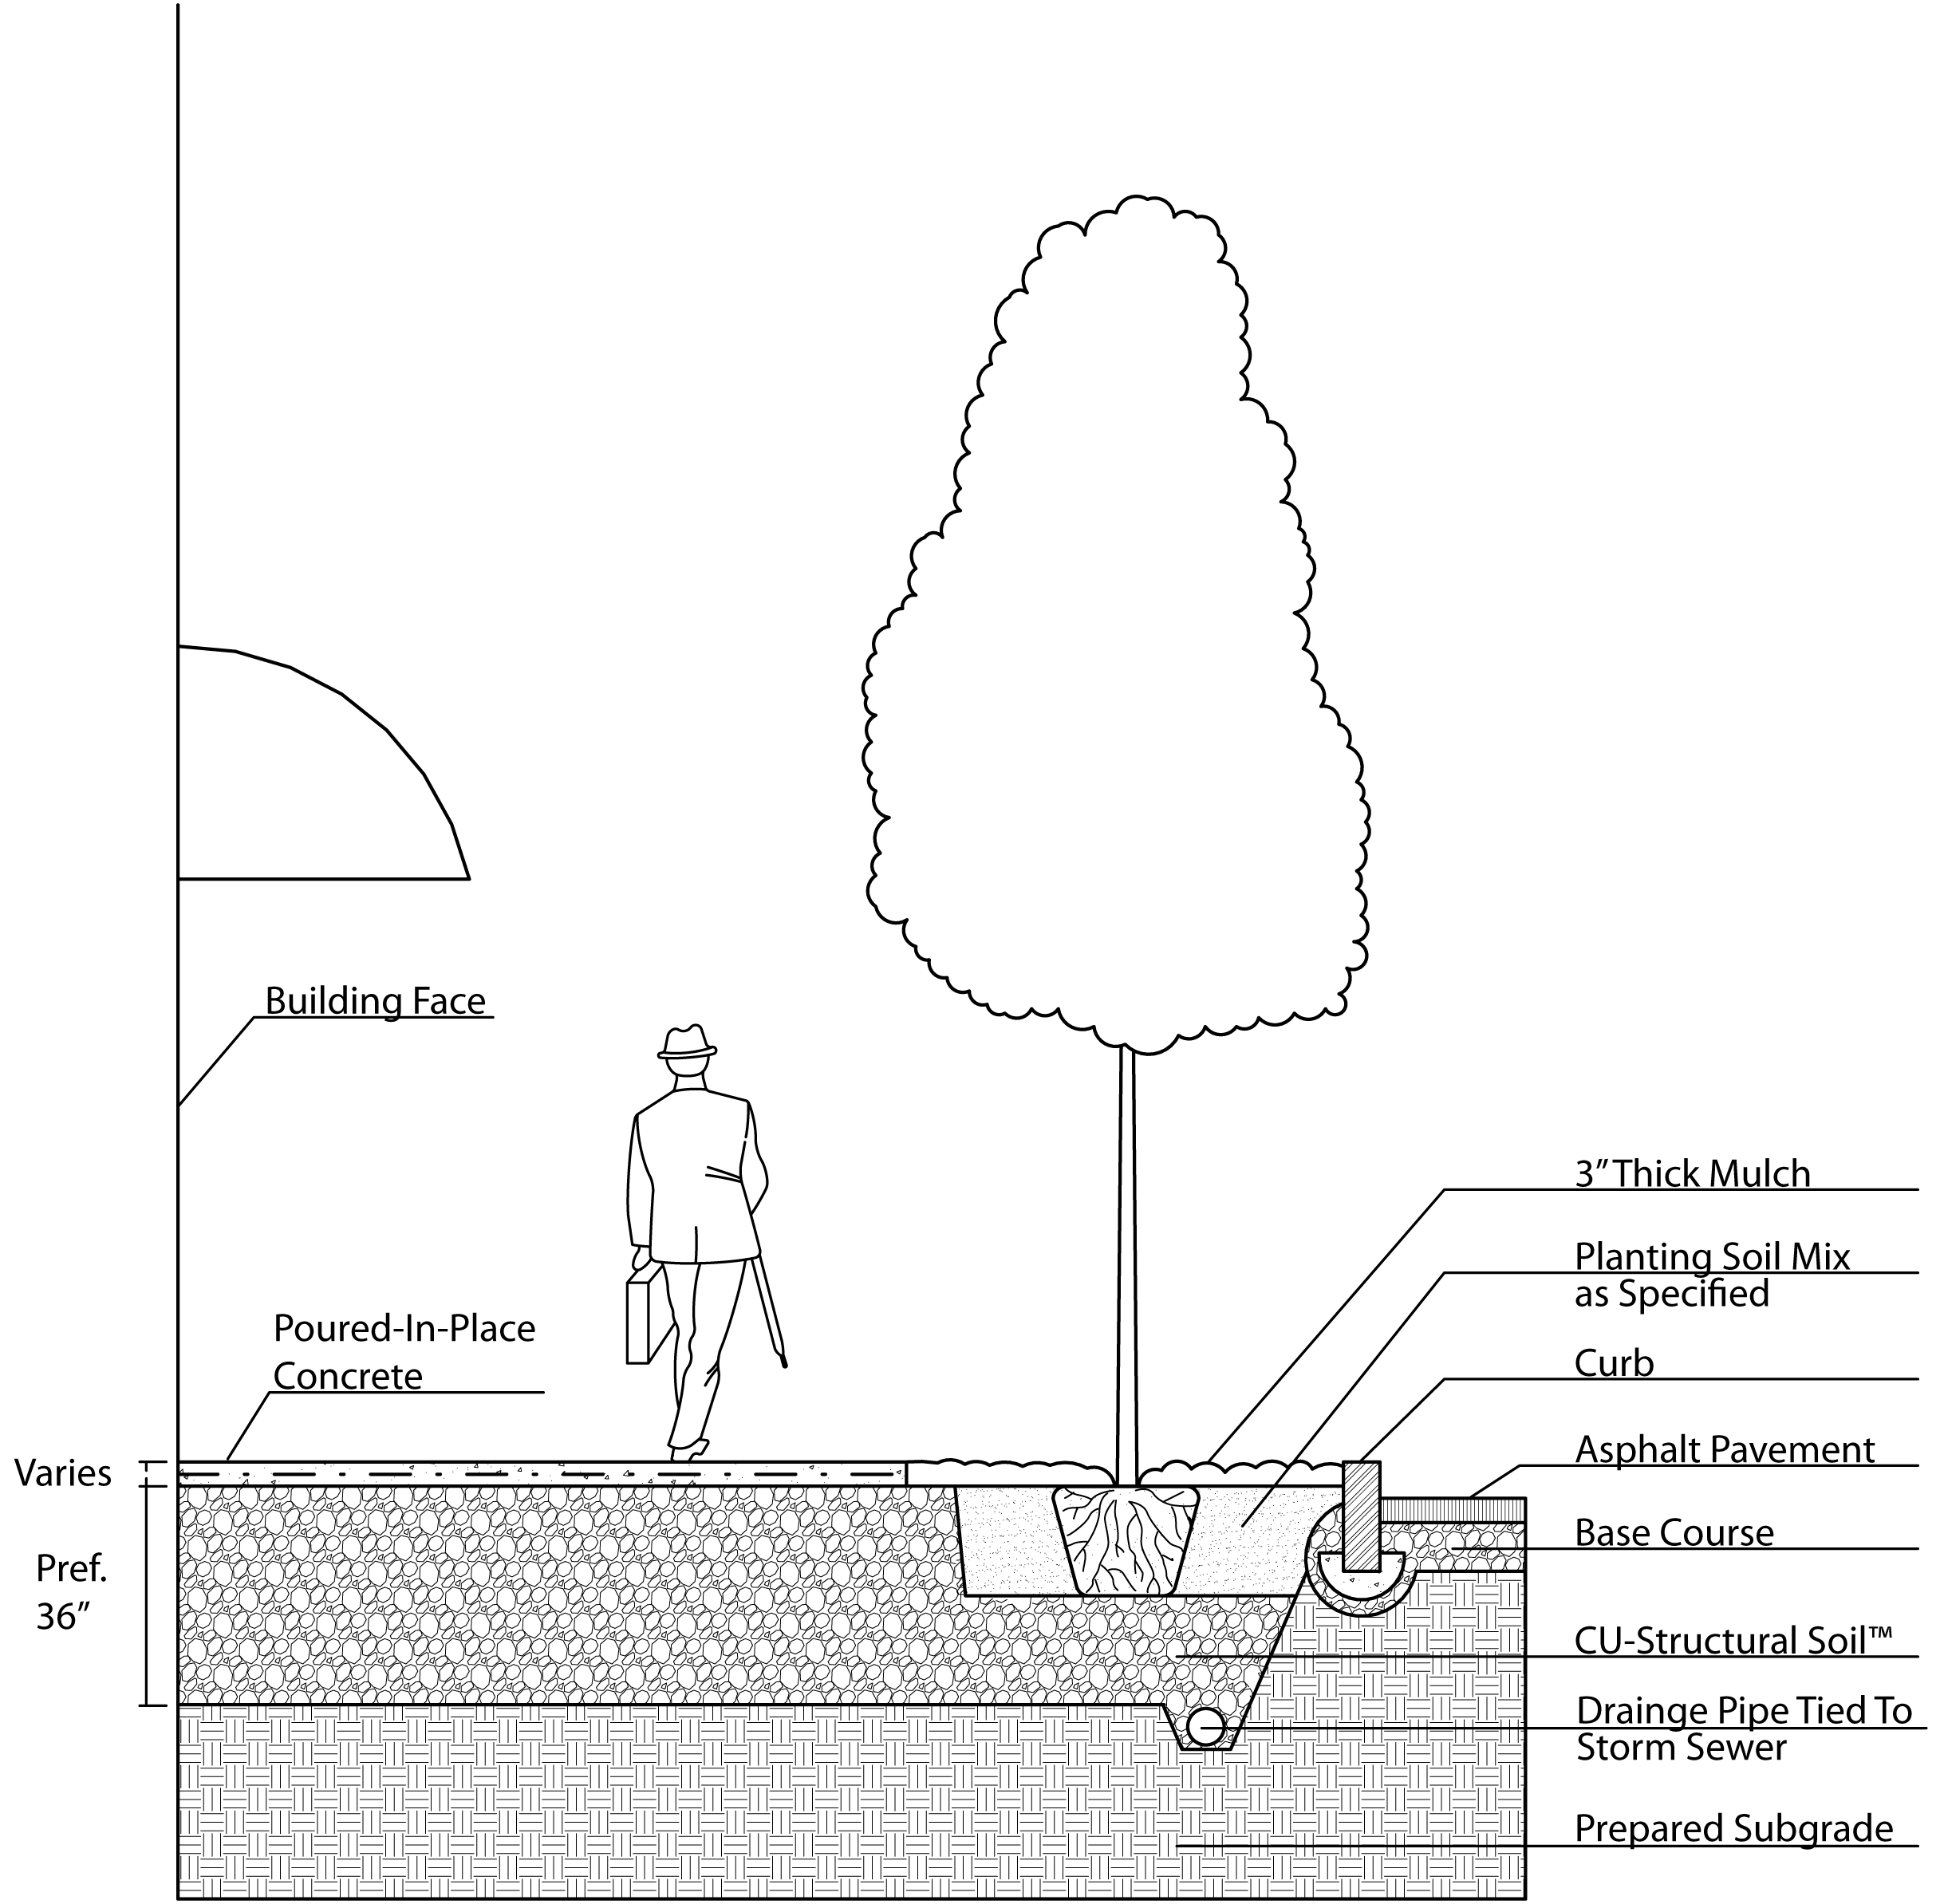 Building Face
Poured-In-Place
Concrete
Varies
Pref.
36”
3” Thick Mulch
Planting Soil Mix
as Specified
Curb
Asphalt Pavement
Base Course
CU-Structural Soil™
Drainge Pipe Tied To
Storm Sewer
Prepared Subgrade